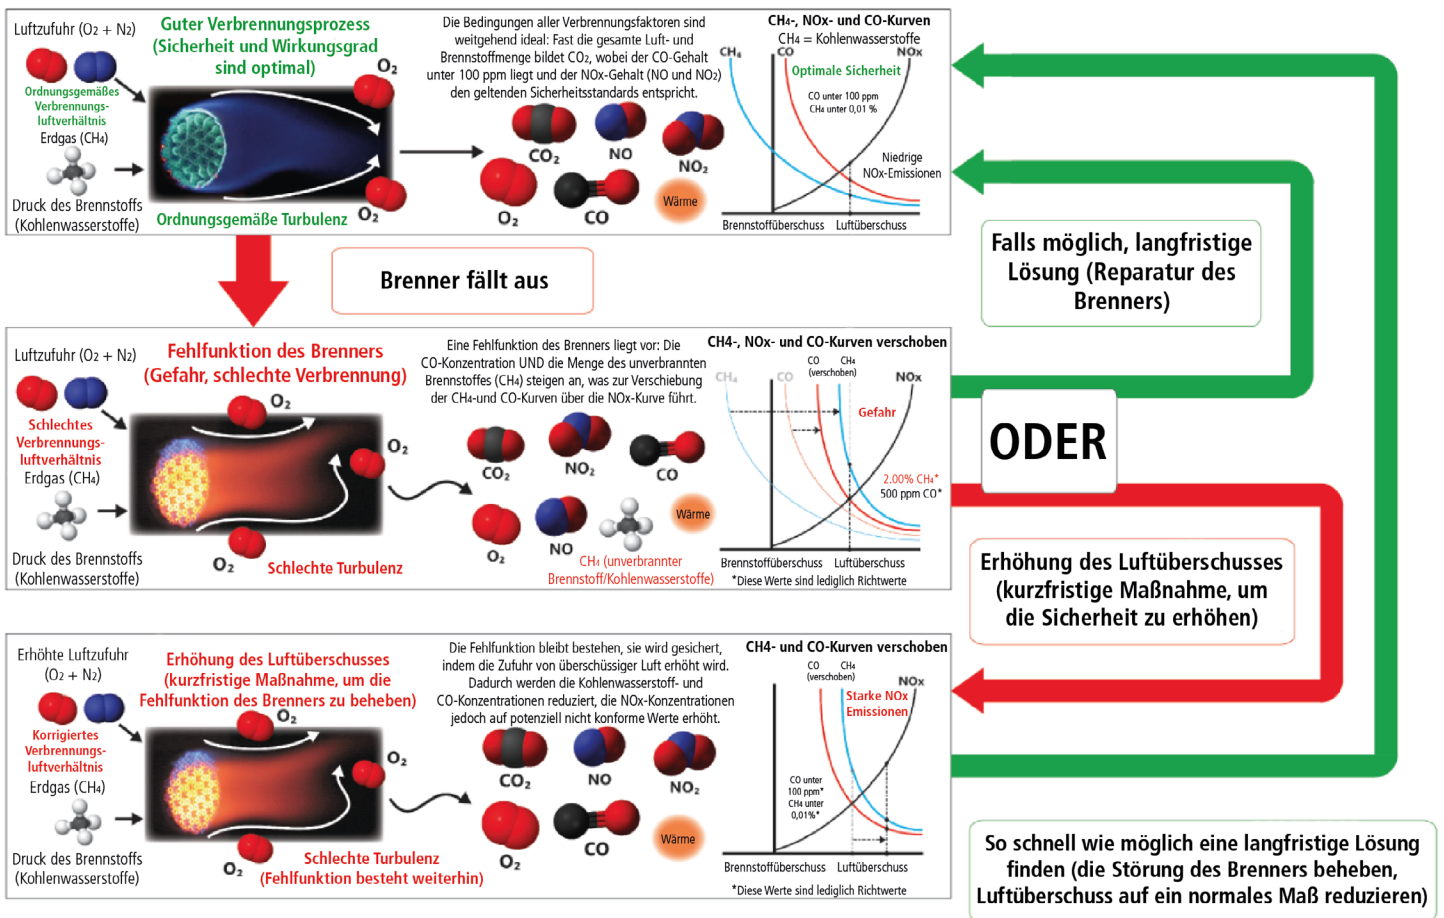 Luftzufuhr (O₂ + N₂)
Ordnungsgemäßes
Verbrennungs-
luftverhältnis
Erdgas (CH₄)
Druck des Brennstoffs
(Kohlenwasserstoffe)
Guter Verbrennungsprozess
(Sicherheit und Wirkungsgrad
sind optimal)
O₂
O₂
Ordnungsgemäße Turbulenz
Die Bedingungen aller Verbrennungsfaktoren sind
weitgehend ideal: Fast die gesamte Luft- und
Brennstoffmenge bildet CO₂, wobei der CO-Gehalt
unter 100 ppm liegt und der NOx-Gehalt (NO und NO₂)
den geltenden Sicherheitsstandards entspricht.
CO₂
NO
NO₂
O₂
CO
Wärme
CH₄-, NOx- und CO-Kurven
CH₄ = Kohlenwasserstoffe
CH₄
CO
NOx
Optimale Sicherheit
CO unter 100 ppm
CH₄ unter 0,01 %
Niedrige
NOx-Emissionen
Brennstoffüberschuss
Luftüberschuss
Brenner fällt aus
Falls möglich, langfristige
Lösung (Reparatur des
Brenners)
Luftzufuhr (O₂ + N₂)
Schlechtes
Verbrennungs-
luftverhältnis
Erdgas (CH₄)
Druck des Brennstoffs
(Kohlenwasserstoffe)
Fehlfunktion des Brenners
(Gefahr, schlechte Verbrennung)
O₂
O₂
O₂
Schlechte Turbulenz
Eine Fehlfunktion des Brenners liegt vor: Die
CO-Konzentration UND die Menge des unverbrannten
Brennstoffes (CH₄) steigen an, was zur Verschiebung
der CH₄-und CO-Kurven über die NOx-Kurve führt.
CO₂
NO₂
CO
O₂
NO
CH₄ (unverbrannter
Brennstoff/Kohlenwasserstoffe)
Wärme
CH4-, NOx- und CO-Kurven verschoben
CO CH₄
(verschoben)
CH₄
CO
NOx
Gefahr
2.00% CH₄*
500 ppm CO*
Brennstoffüberschuss
Luftüberschuss
*Diese Werte sind lediglich Richtwerte
ODER
Erhöhung des Luftüberschusses
(kurzfristige Maßnahme, um
die Sicherheit zu erhöhen)
Erhöhte Luftzufuhr
(O₂ + N₂)
Korrigiertes
Verbrennungs-
luftverhältnis
Erdgas (CH₄)
Druck des Brennstoffs
(Kohlenwasserstoffe)
Erhöhung des Luftüberschusses
(kurzfristige Maßnahme, um die
Fehlfunktion des Brenners zu beheben)
O₂
O₂
O₂
Schlechte Turbulenz
(Fehlfunktion besteht weiterhin)
Die Fehlfunktion bleibt bestehen, sie wird gesichert,
indem die Zufuhr von überschüssiger Luft erhöht wird.
Dadurch werden die Kohlenwasserstoff- und
CO-Konzentrationen reduziert, die NOx-Konzentrationen
jedoch auf potenziell nicht konforme Werte erhöht.
CO₂
NO
NO₂
O₂
CO
Wärme
CH4- und CO-Kurven verschoben
CO CH₄
(verschoben)
NOx
Starke NOx
Emissionen
CO unter
100 ppm*
CH₄ unter
0,01%*
Brennstoffüberschuss
Luftüberschuss
*Diese Werte sind lediglich Richtwerte
So schnell wie möglich eine langfristige Lösung
finden (die Störung des Brenners beheben,
Luftüberschuss auf ein normales Maß reduzieren)